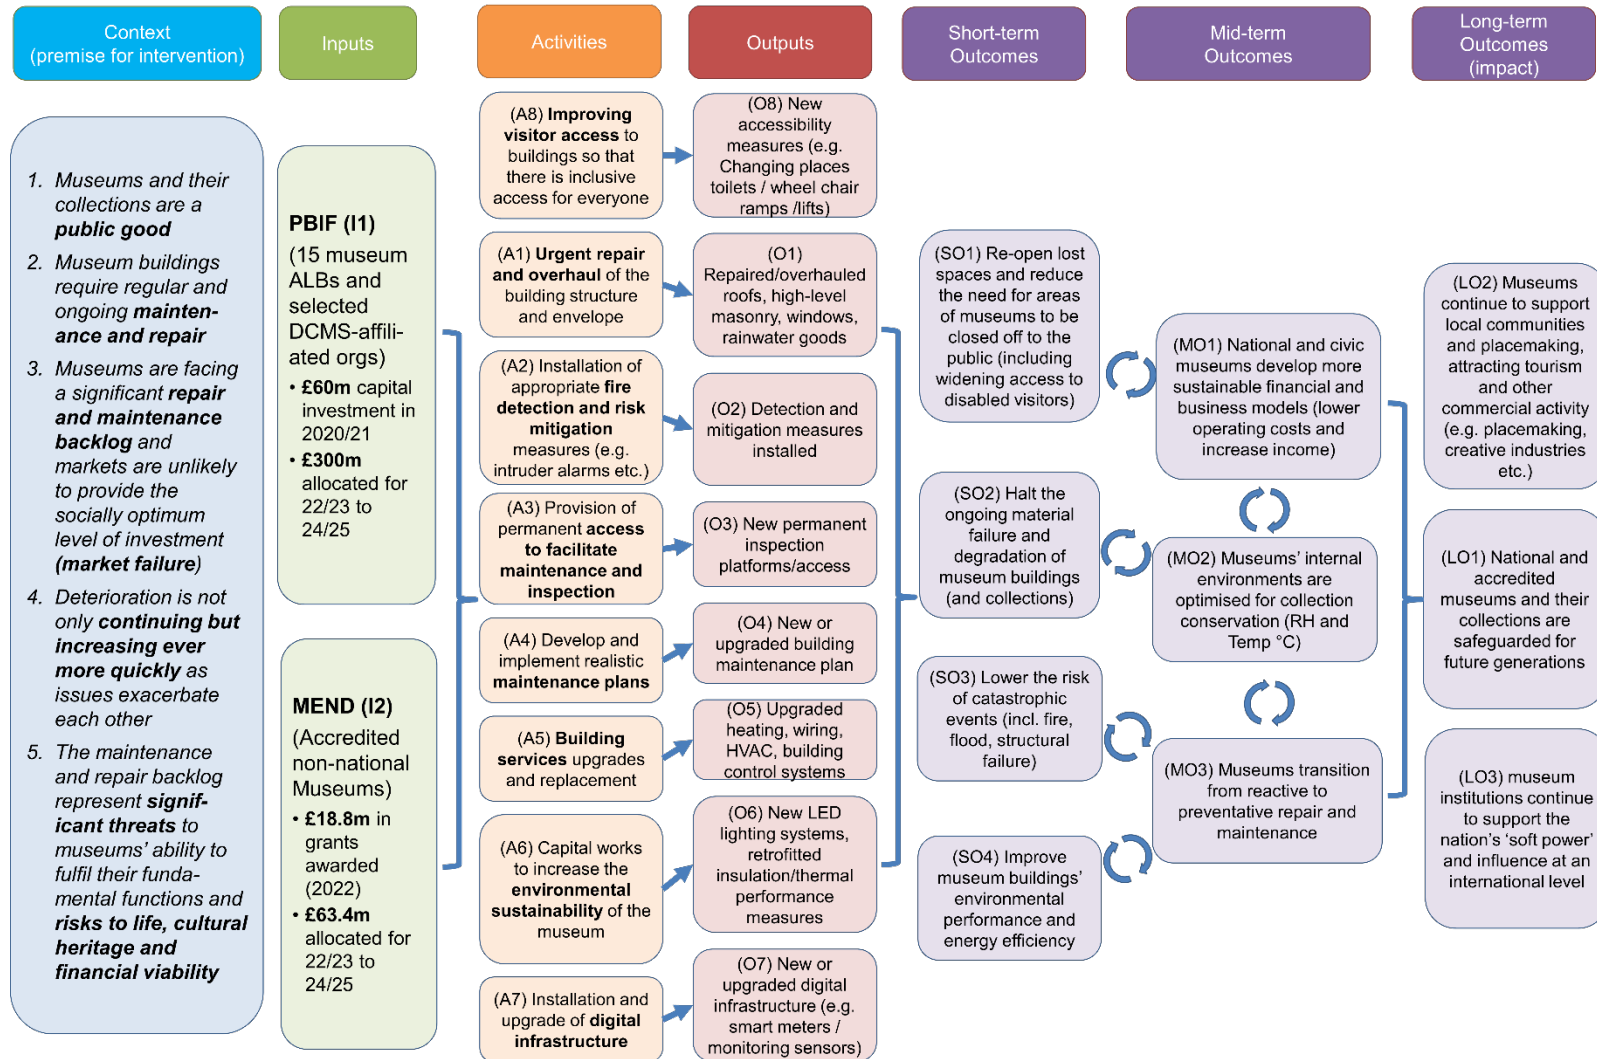 Context
(premise for intervention)
Inputs
Activities
Outputs
Short-term
Outcomes
Mid-term
Outcomes
Long-term
Outcomes
(impact)
1. Museums and their
collections are a
public good
2. Museum buildings
require regular and
ongoing mainten-
ance and repair
3. Museums are facing
a significant repair
and maintenance
backlog and
markets are unlikely
to provide the
socially optimum
level of investment
(market failure)
4. Deterioration is not
only continuing but
increasing ever
more quickly as
issues exacerbate
each other
5. The maintenance
and repair backlog
represent signif-
icant threats to
museums' ability to
fulfil their funda-
mental functions and
risks to life, cultural
heritage and
financial viability
PBIF (I1)
(15 museum
ALBs and
selected
DCMS-affili-
ated orgs)
• £60m capital
investment in
2020/21
• £300m
allocated for
22/23 to
24/25
MEND (I2)
(Accredited
non-national
Museums)
• £18.8m in
grants
awarded
(2022)
• £63.4m
allocated for
22/23 to
24/25
(A8) Improving
visitor access to
buildings so that
there is inclusive
access for everyone
(A1) Urgent repair
and overhaul of the
building structure
and envelope
(A2) Installation of
appropriate fire
detection and risk
mitigation
measures (e.g.
intruder alarms etc.)
(A3) Provision of
permanent access
to facilitate
maintenance and
inspection
(A4) Develop and
implement realistic
maintenance plans
(A5) Building
services upgrades
and replacement
(A6) Capital works
to increase the
environmental
sustainability of the
museum
(A7) Installation and
upgrade of digital
infrastructure
(O8) New
accessibility
measures (e.g.
Changing places
toilets / wheel chair
ramps /lifts)
(O1)
Repaired/overhauled
roofs, high-level
masonry, windows,
rainwater goods
(O2) Detection and
mitigation measures
installed
(O3) New permanent
inspection
platforms/access
(O4) New or
upgraded building
maintenance plan
(O5) Upgraded
heating, wiring,
HVAC, building
control systems
(O6) New LED
lighting systems,
retrofitted
insulation/thermal
performance
measures
(O7) New or
upgraded digital
infrastructure (e.g.
smart meters /
monitoring sensors)
(SO1) Re-open lost
spaces and reduce
the need for areas
of museums to be
closed off to the
public (including
widening access to
disabled visitors)
(SO2) Halt the
ongoing material
failure and
degradation of
museum buildings
(and collections)
(SO3) Lower the risk
of catastrophic
events (incl. fire,
flood, structural
failure)
(SO4) Improve
museum buildings'
environmental
performance and
energy efficiency
(MO1) National and civic
museums develop more
sustainable financial and
business models (lower
operating costs and
increase income)
(MO2) Museums' internal
environments are
optimised for collection
conservation (RH and
Temp °C)
(MO3) Museums transition
from reactive to
preventative repair and
maintenance
(LO2) Museums
continue to support
local communities
and placemaking,
attracting tourism
and other
commercial activity
(e.g. placemaking,
creative industries
etc.)
(LO1) National and
accredited
museums and their
collections are
safeguarded for
future generations
(LO3) museum
institutions continue
to support the
nation's 'soft power'
and influence at an
international level